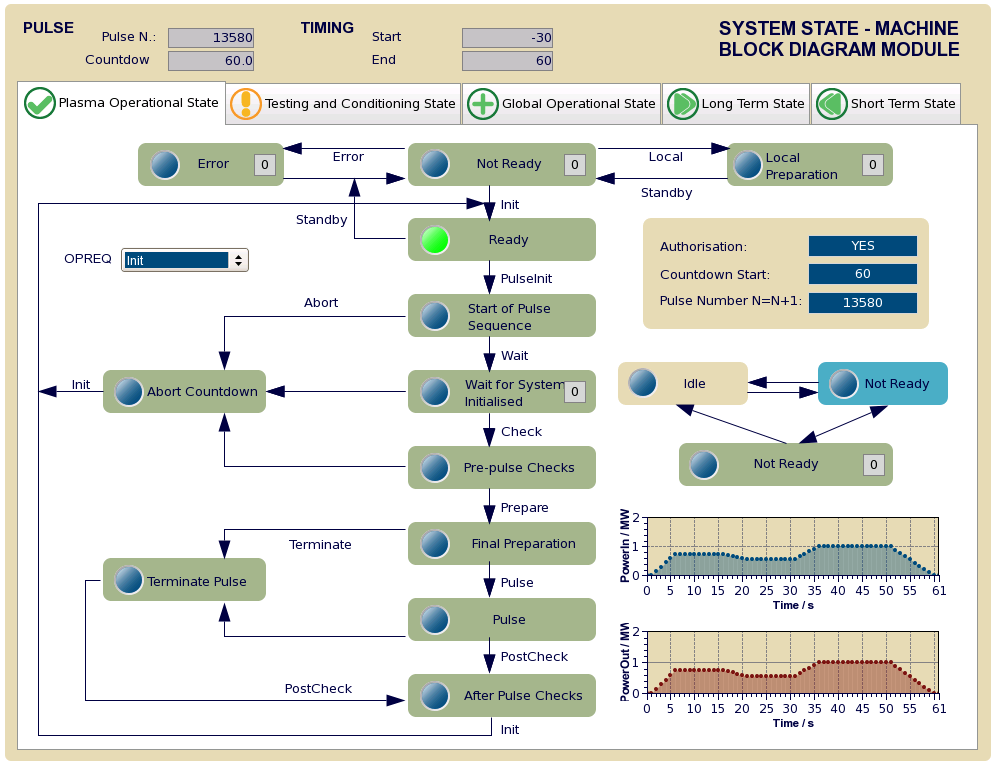 PULSE
Pulse N.: 13580
Countdow 60.0
TIMING
Start -30
End 60
SYSTEM STATE - MACHINE
BLOCK DIAGRAM MODULE
Plasma Operational State
Testing and Conditioning State
Global Operational State
Long Term State
Short Term State
Error 0
Error
Not Ready 0
Local
Local
Preparation 0
Standby
Init
Standby
Ready
OPREQ Init
PulseInit
Authorisation: YES
Countdown Start: 60
Pulse Number N=N+1: 13580
Abort
Start of Pulse
Sequence
Wait
Init
Abort Countdown
Wait for System
Initialised 0
Idle
Not Ready
Check
Pre-pulse Checks
Not Ready 0
Prepare
Terminate
Final Preparation
Terminate Pulse
Pulse
Pulse
PostCheck
PostCheck
After Pulse Checks
Init
PowerIn / MW
2
1
0
0 5 10 15 20 25 30 35 40 45 50 55 61
Time / s
PowerOut / MW
2
1
0
0 5 10 15 20 25 30 35 40 45 50 55 61
Time / s